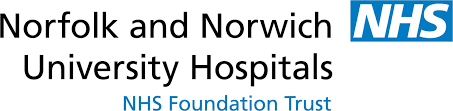 Norfolk and Norwich NHS
University Hospitals
NHS Foundation Trust